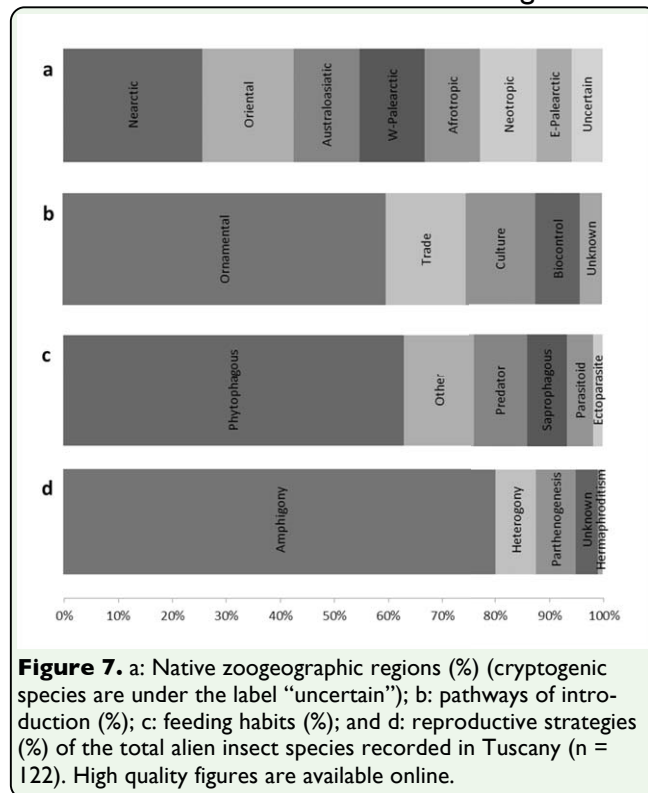 a
Nearctic
Oriental
Australoasiatic
W-Palearctic
Afrotropic
Neotropic
E-Palearctic
Uncertain
b
Ornamental
Trade
Culture
Biocontrol
Unknown
c
Phytophagous
Other
Predator
Saprophagous
Parasitoid
Ectoparasite
d
Amphigony
Heterogony
Parthenogenesis
Unknown
Hermaphroditism
0% 10% 20% 30% 40% 50% 60% 70% 80% 90% 100%
Figure 7. a: Native zoogeographic regions (%) (cryptogenic
species are under the label “uncertain”); b: pathways of intro-
duction (%); c: feeding habits (%); and d: reproductive strategies
(%) of the total alien insect species recorded in Tuscany (n =
122). High quality figures are available online.